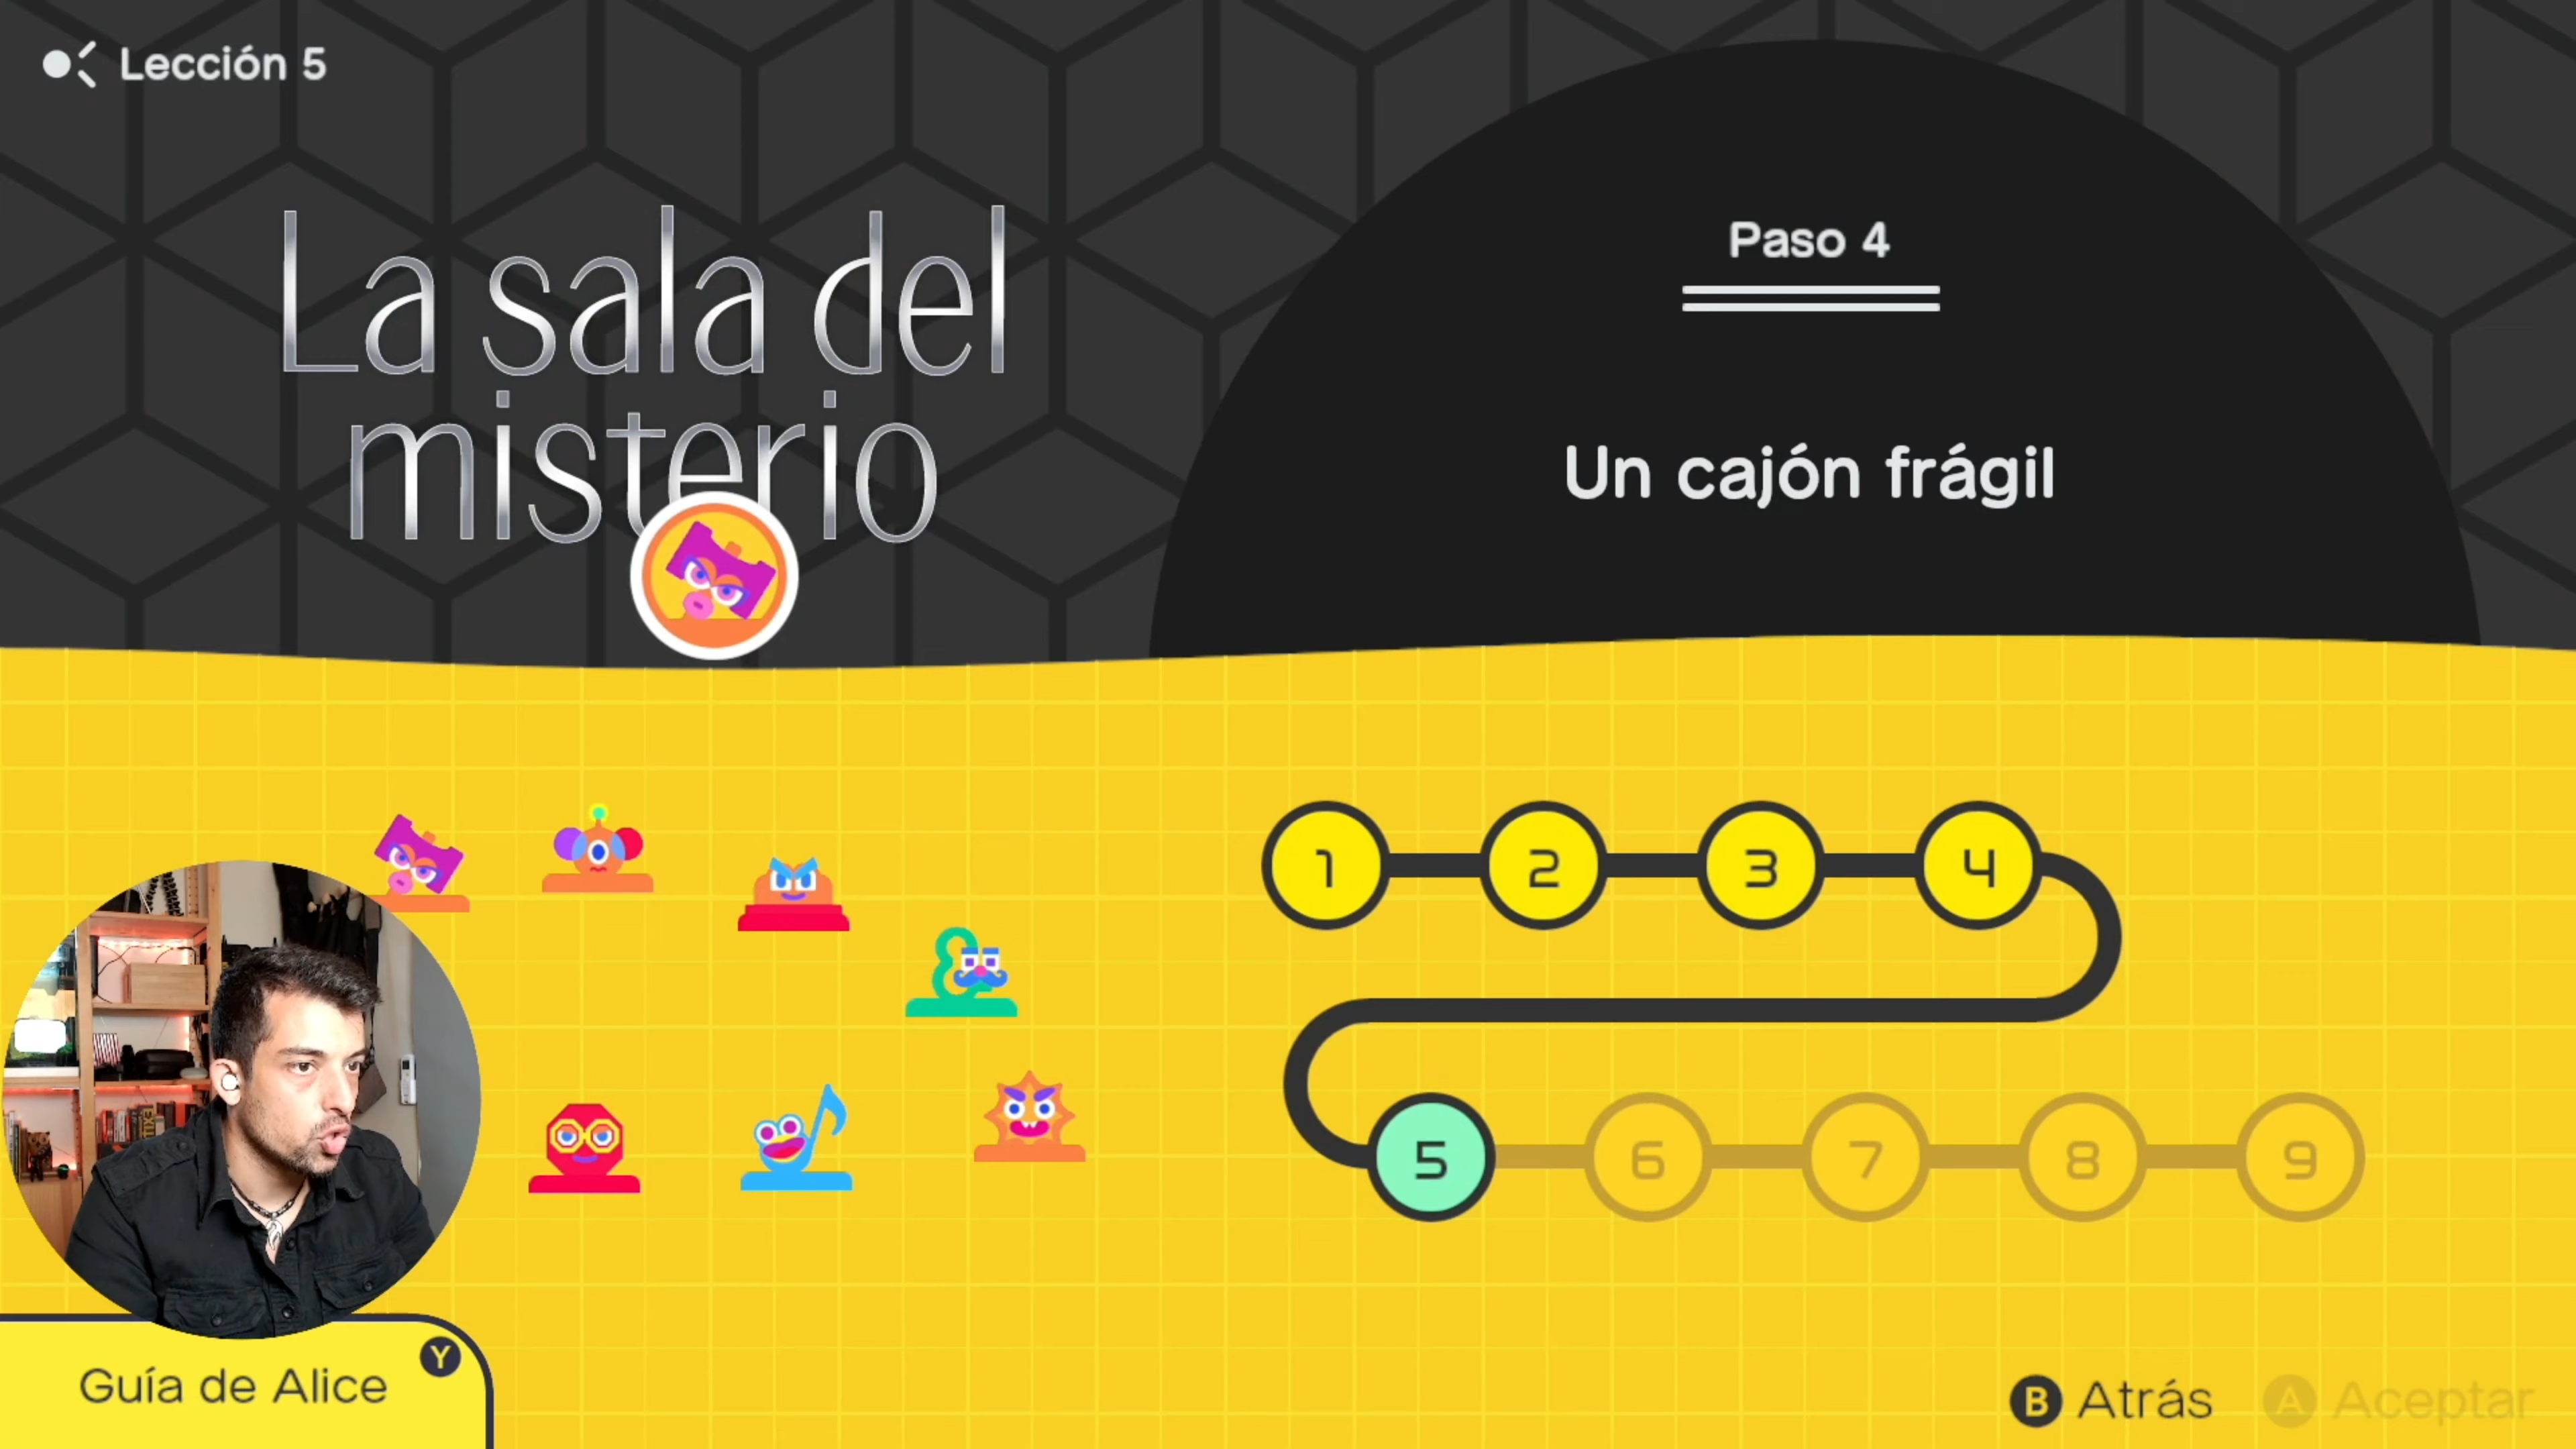 Lección 5
La sala del
misterio
Paso 4
Un cajón frágil
1 2 3 4
5 6 7 8 9
Guía de Alice Y
B Atrás A Aceptar